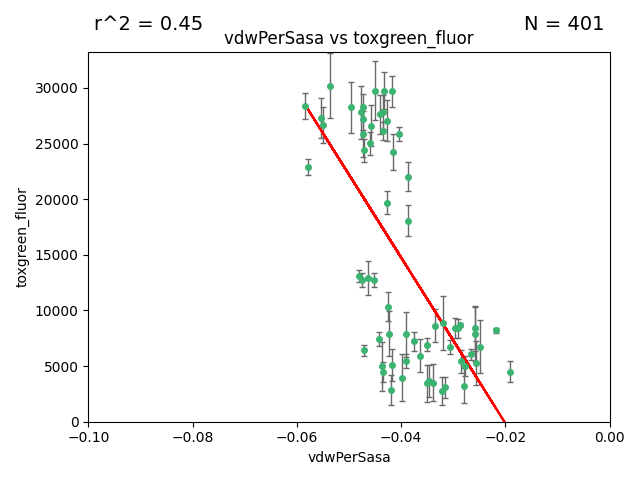 r^2 = 0.45
N = 401
vdwPerSasa vs toxgreen_fluor
30000
25000
20000
15000
10000
5000
0
toxgreen_fluor
−0.10
−0.08
−0.06
−0.04
−0.02
0.00
vdwPerSasa